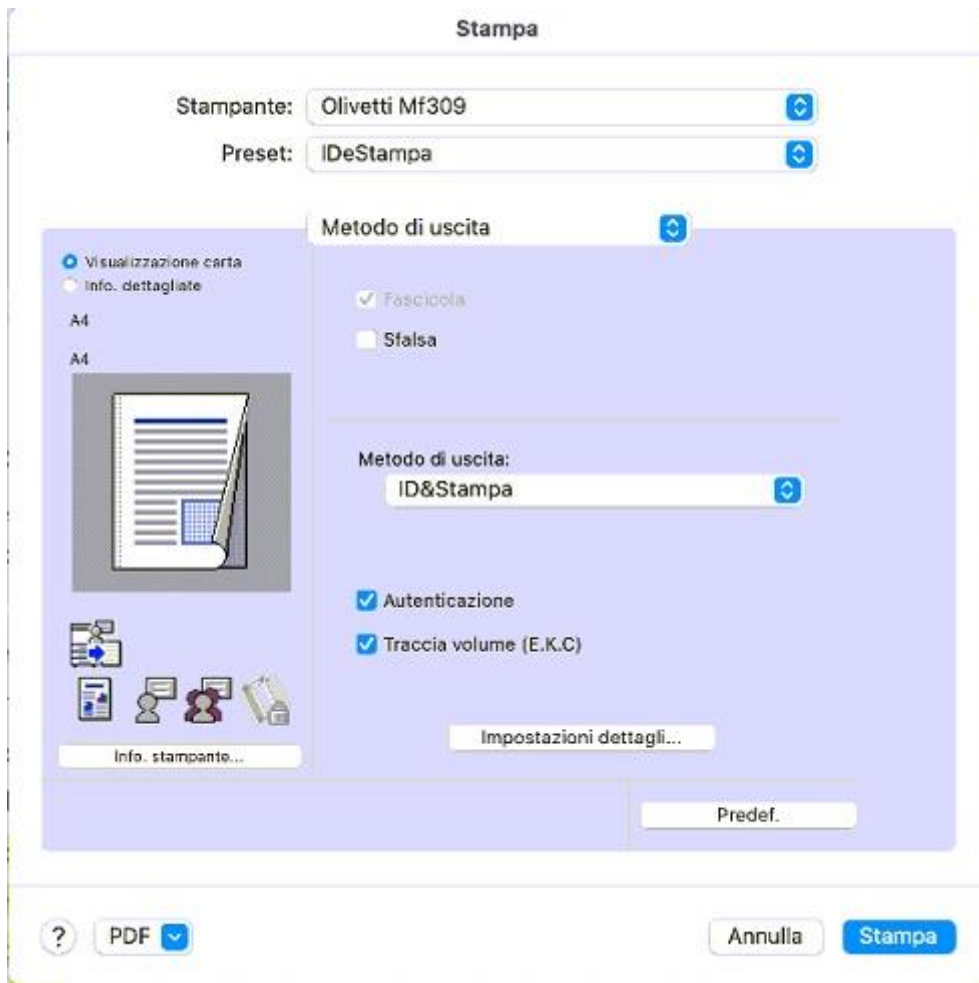 Stampa
Stampante: Olivetti Mf309
Preset: IDeStampa
Metodo di uscita
Visualizzazione carta
Info. dettagliate
A4
A4
Fascicola
Sfalsa
Metodo di uscita:
ID&Stampa
Autenticazione
Traccia volume (E.K.C)
Impostazioni dettagli...
Info. stampante...
Predef.
? PDF Annulla Stampa